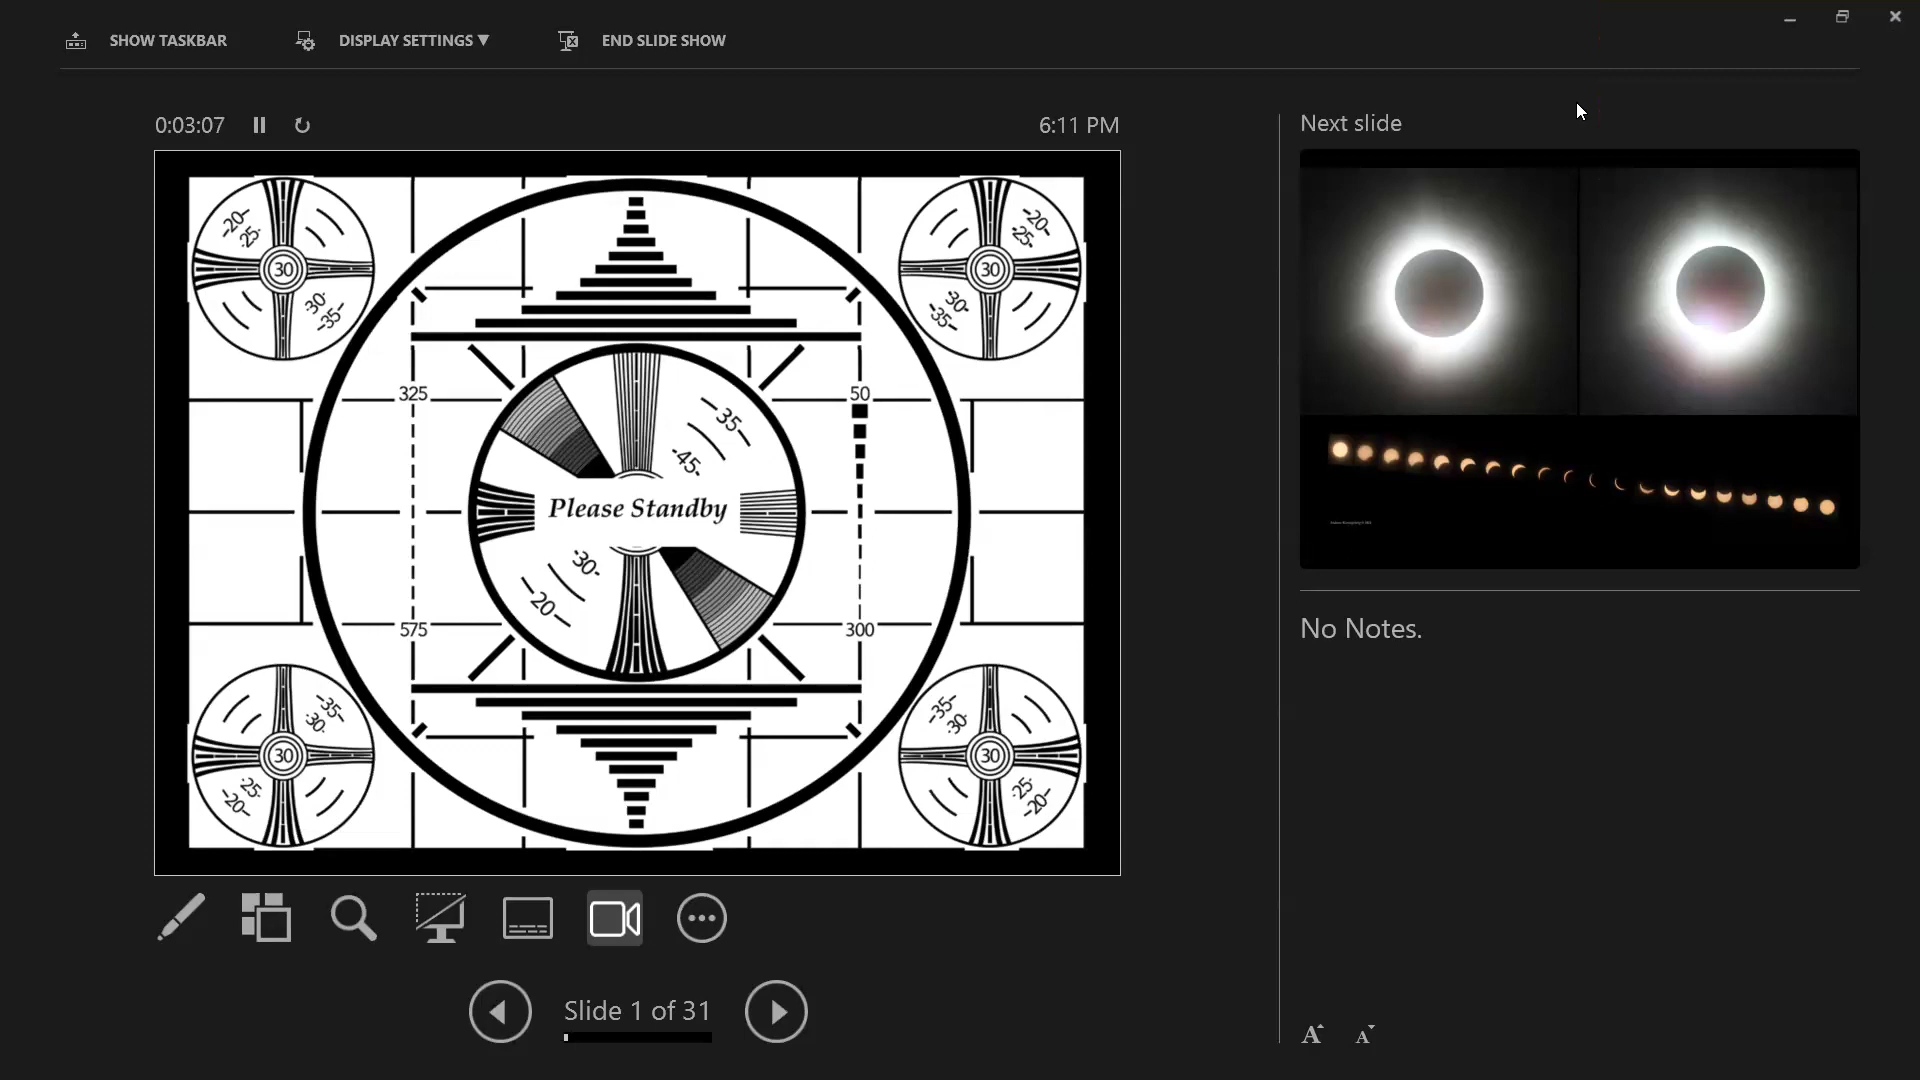 SHOW TASKBAR
DISPLAY SETTINGS ▼
END SLIDE SHOW
0:03:07
6:11 PM
Next slide
-20-
-25-
30
-30-
-35-
-20-
-25-
30
-30-
-35-
325
50
-35-
-45-
Please Standby
-30-
-20-
575
300
-35-
-30-
30
-25-
-20-
-35-
-30-
30
-25-
-20-
No Notes.
Slide 1 of 31
A
A